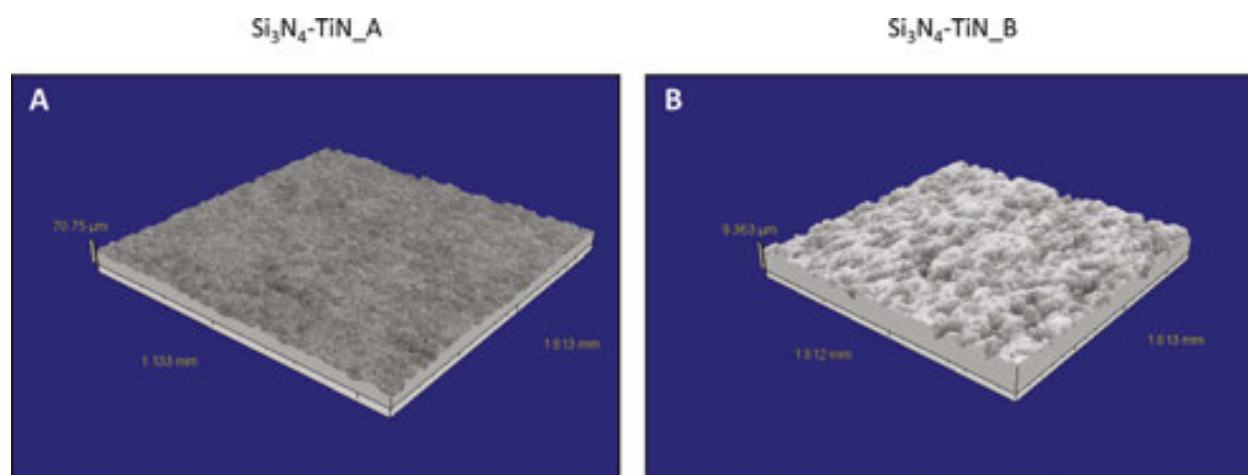 Si₃N₄-TiN_A
Si₃N₄-TiN_B
A
70.75 µm
1.133 mm
1.613 mm
B
9.363 µm
1.612 mm
1.613 mm